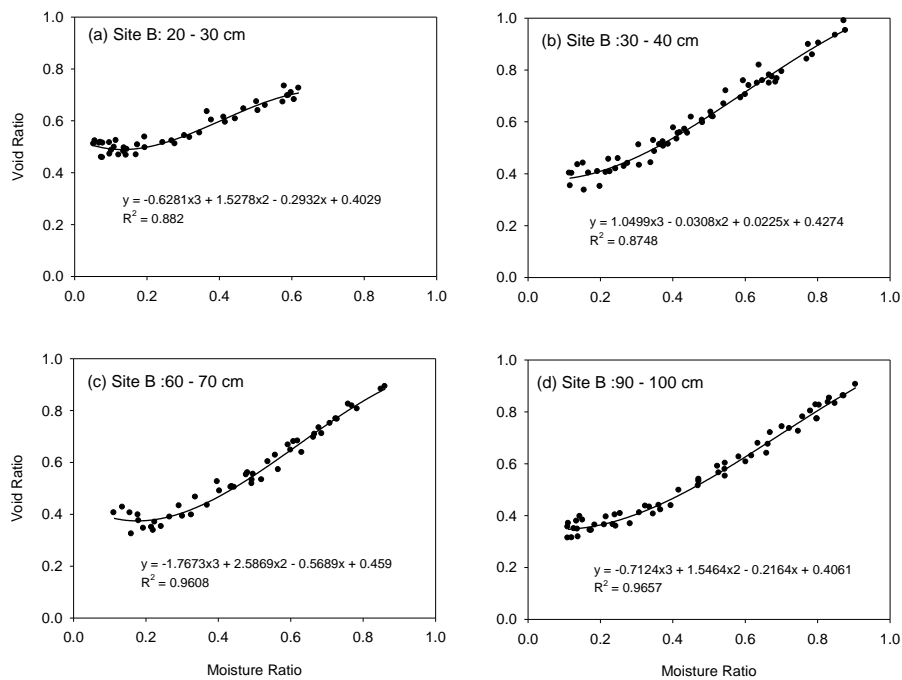 (a) Site B: 20 - 30 cm
1.0
0.8
0.6
0.4
0.2
0.0
Void Ratio
y = -0.6281x3 + 1.5278x2 - 0.2932x + 0.4029
R2 = 0.882
0.0 0.2 0.4 0.6 0.8 1.0
(b) Site B :30 - 40 cm
1.0
0.8
0.6
0.4
0.2
0.0
y = 1.0499x3 - 0.0308x2 + 0.0225x + 0.4274
R2 = 0.8748
0.0 0.2 0.4 0.6 0.8 1.0
(c) Site B :60 - 70 cm
1.0
0.8
0.6
0.4
0.2
0.0
Void Ratio
y = -1.7673x3 + 2.5869x2 - 0.5689x + 0.459
R2 = 0.9608
0.0 0.2 0.4 0.6 0.8 1.0
Moisture Ratio
(d) Site B :90 - 100 cm
1.0
0.8
0.6
0.4
0.2
0.0
y = -0.7124x3 + 1.5464x2 - 0.2164x + 0.4061
R2 = 0.9657
0.0 0.2 0.4 0.6 0.8 1.0
Moisture Ratio